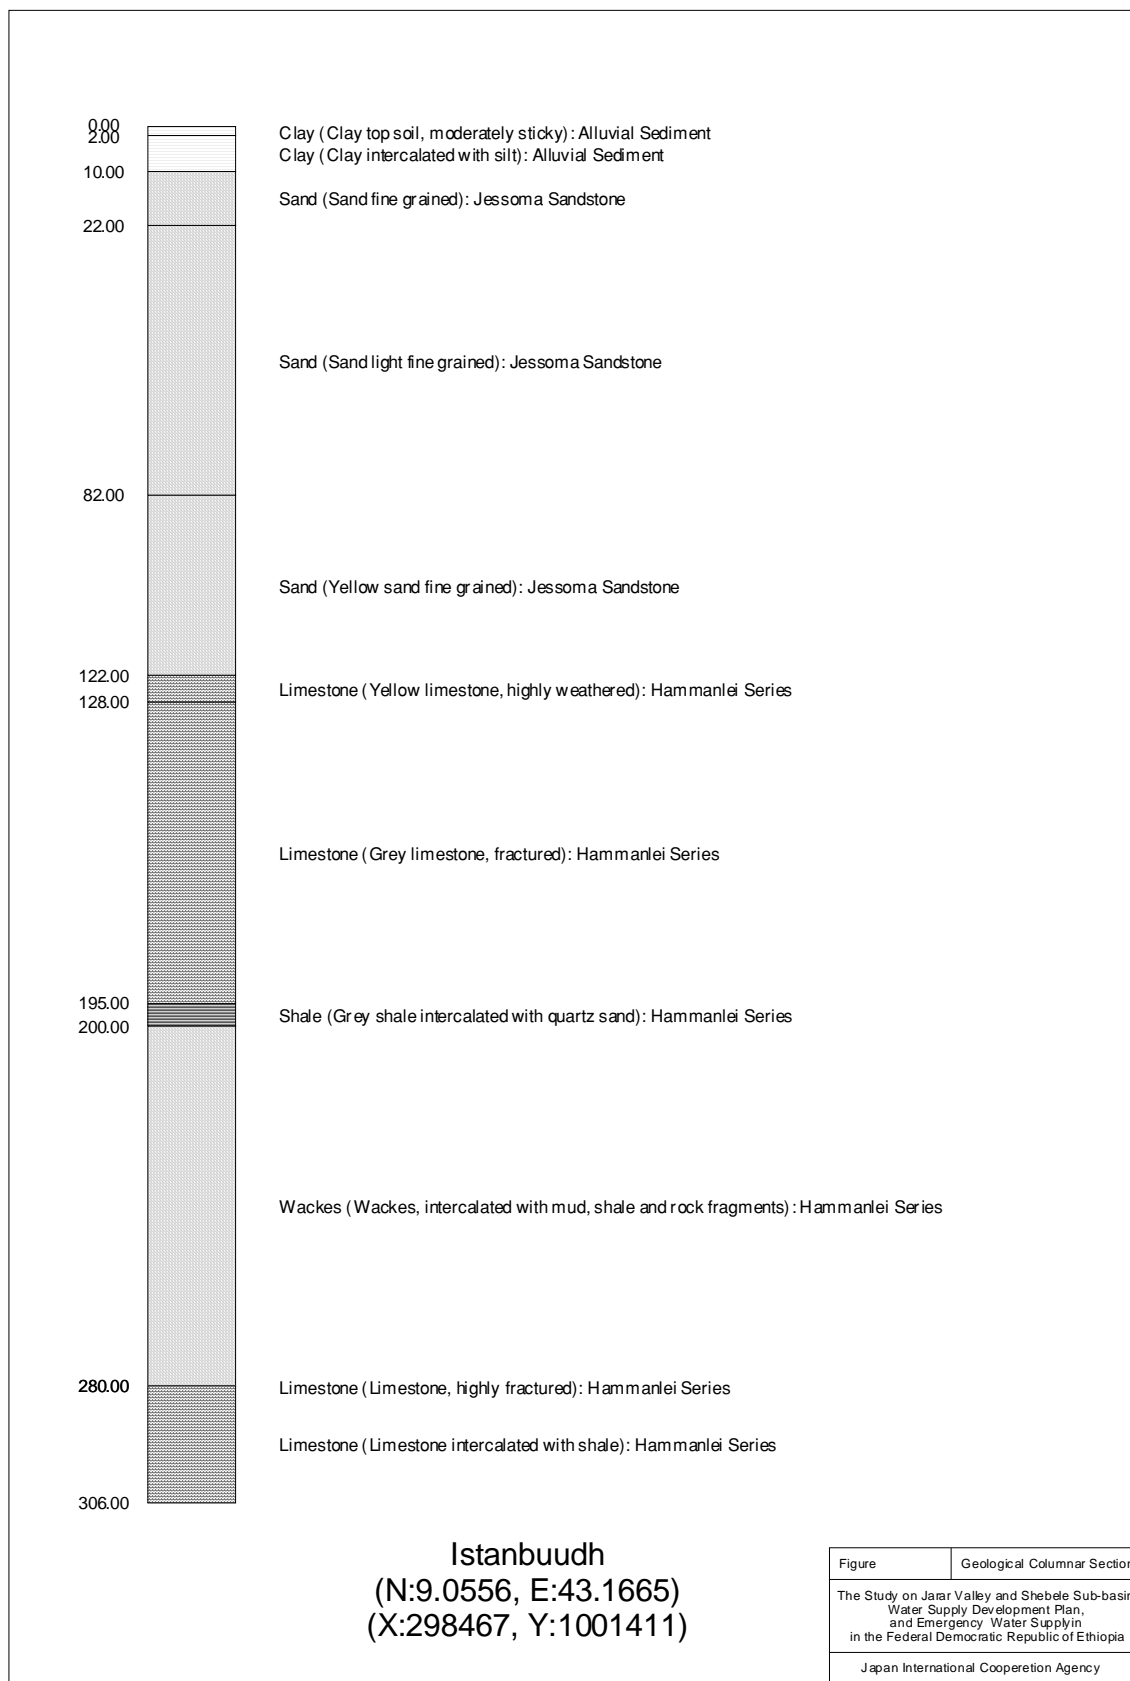 0.00
2.00
Clay (Clay top soil, moderately sticky): Alluvial Sediment
Clay (Clay intercalated with silt): Alluvial Sediment
10.00
Sand (Sand fine grained): Jessoma Sandstone
22.00
Sand (Sand light fine grained): Jessoma Sandstone
82.00
Sand (Yellow sand fine grained): Jessoma Sandstone
122.00
Limestone (Yellow limestone, highly weathered): Hammanlei Series
128.00
Limestone (Grey limestone, fractured): Hammanlei Series
195.00
Shale (Grey shale intercalated with quartz sand): Hammanlei Series
200.00
Wackes (Wackes, intercalated with mud, shale and rock fragments): Hammanlei Series
280.00
Limestone (Limestone, highly fractured): Hammanlei Series
Limestone (Limestone intercalated with shale): Hammanlei Series
306.00
Istanbuudh
(N:9.0556, E:43.1665)
(X:298467, Y:1001411)
Figure
Geological Columnar Section
The Study on Jarar Valley and Shebele Sub-basin
Water Supply Development Plan,
and Emergency Water Supplyin
in the Federal Democratic Republic of Ethiopia
Japan International Cooperetion Agency